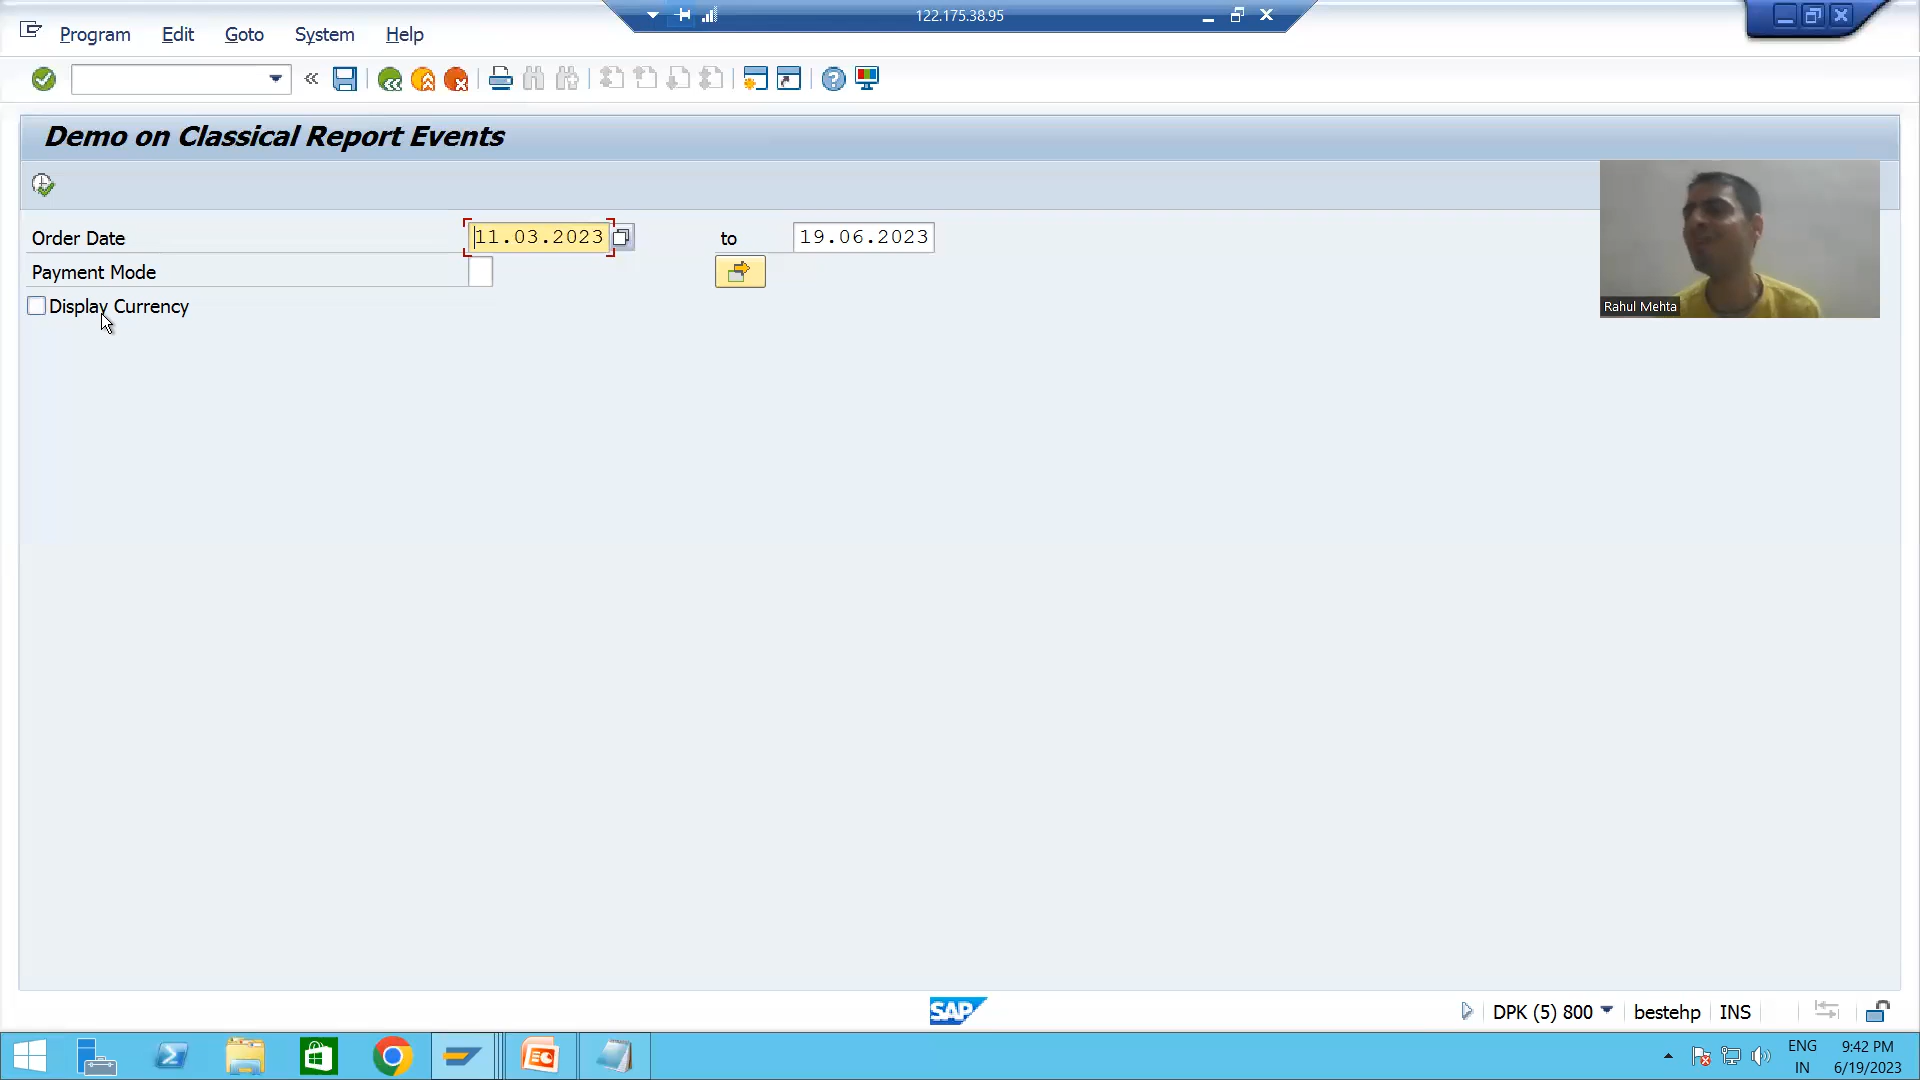 122.175.38.95
Program Edit Goto System Help
Demo on Classical Report Events
Order Date 11.03.2023 to 19.06.2023
Payment Mode
Display Currency
Rahul Mehta
SAP
DPK (5) 800 bestehp INS
ENG 9:42 PM
IN 6/19/2023